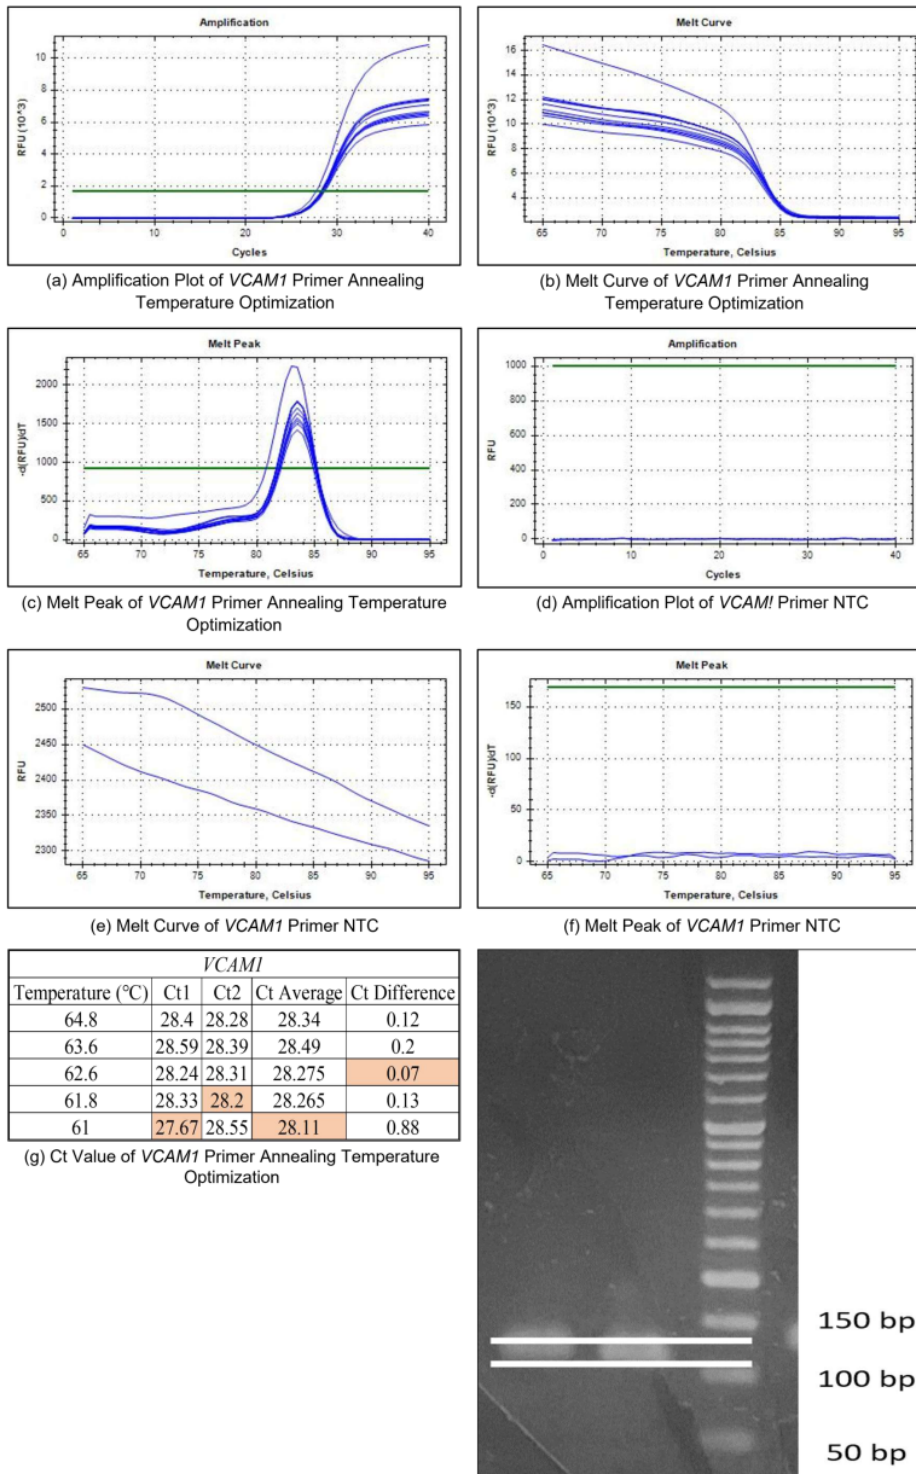 Amplification
10
8
6
4
2
0
RFU (10^3)
0 10 20 30 40
Cycles
(a) Amplification Plot of VCAM1 Primer Annealing
Temperature Optimization
Melt Curve
16
14
12
10
8
6
4
RFU (10^3)
65 70 75 80 85 90 95
Temperature, Celsius
(b) Melt Curve of VCAM1 Primer Annealing
Temperature Optimization
Melt Peak
2000
1500
1000
500
0
-d(RFU)/dT
65 70 75 80 85 90 95
Temperature, Celsius
(c) Melt Peak of VCAM1 Primer Annealing Temperature
Optimization
Amplification
1000
800
600
400
200
0
RFU
0 10 20 30 40
Cycles
(d) Amplification Plot of VCAM! Primer NTC
Melt Curve
2500
2450
2400
2350
2300
RFU
65 70 75 80 85 90 95
Temperature, Celsius
(e) Melt Curve of VCAM1 Primer NTC
Melt Peak
150
100
50
0
-d(RFU)/dT
65 70 75 80 85 90 95
Temperature, Celsius
(f) Melt Peak of VCAM1 Primer NTC
VCAM1
Temperature (°C) Ct1 Ct2 Ct Average Ct Difference
64.8 28.4 28.28 28.34 0.12
63.6 28.59 28.39 28.49 0.2
62.6 28.24 28.31 28.275 0.07
61.8 28.33 28.2 28.265 0.13
61 27.67 28.55 28.11 0.88
(g) Ct Value of VCAM1 Primer Annealing Temperature
Optimization
150 bp
100 bp
50 bp